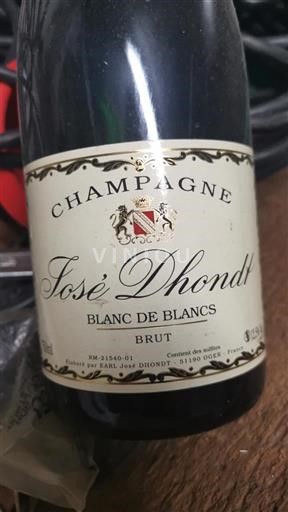 CHAMPAGNE
José Dhondt
BLANC DE BLANCS
BRUT
RM-21540-01
Contient des sulfites
Elaboré par EARL José DHONDT - 51190 OGER - France